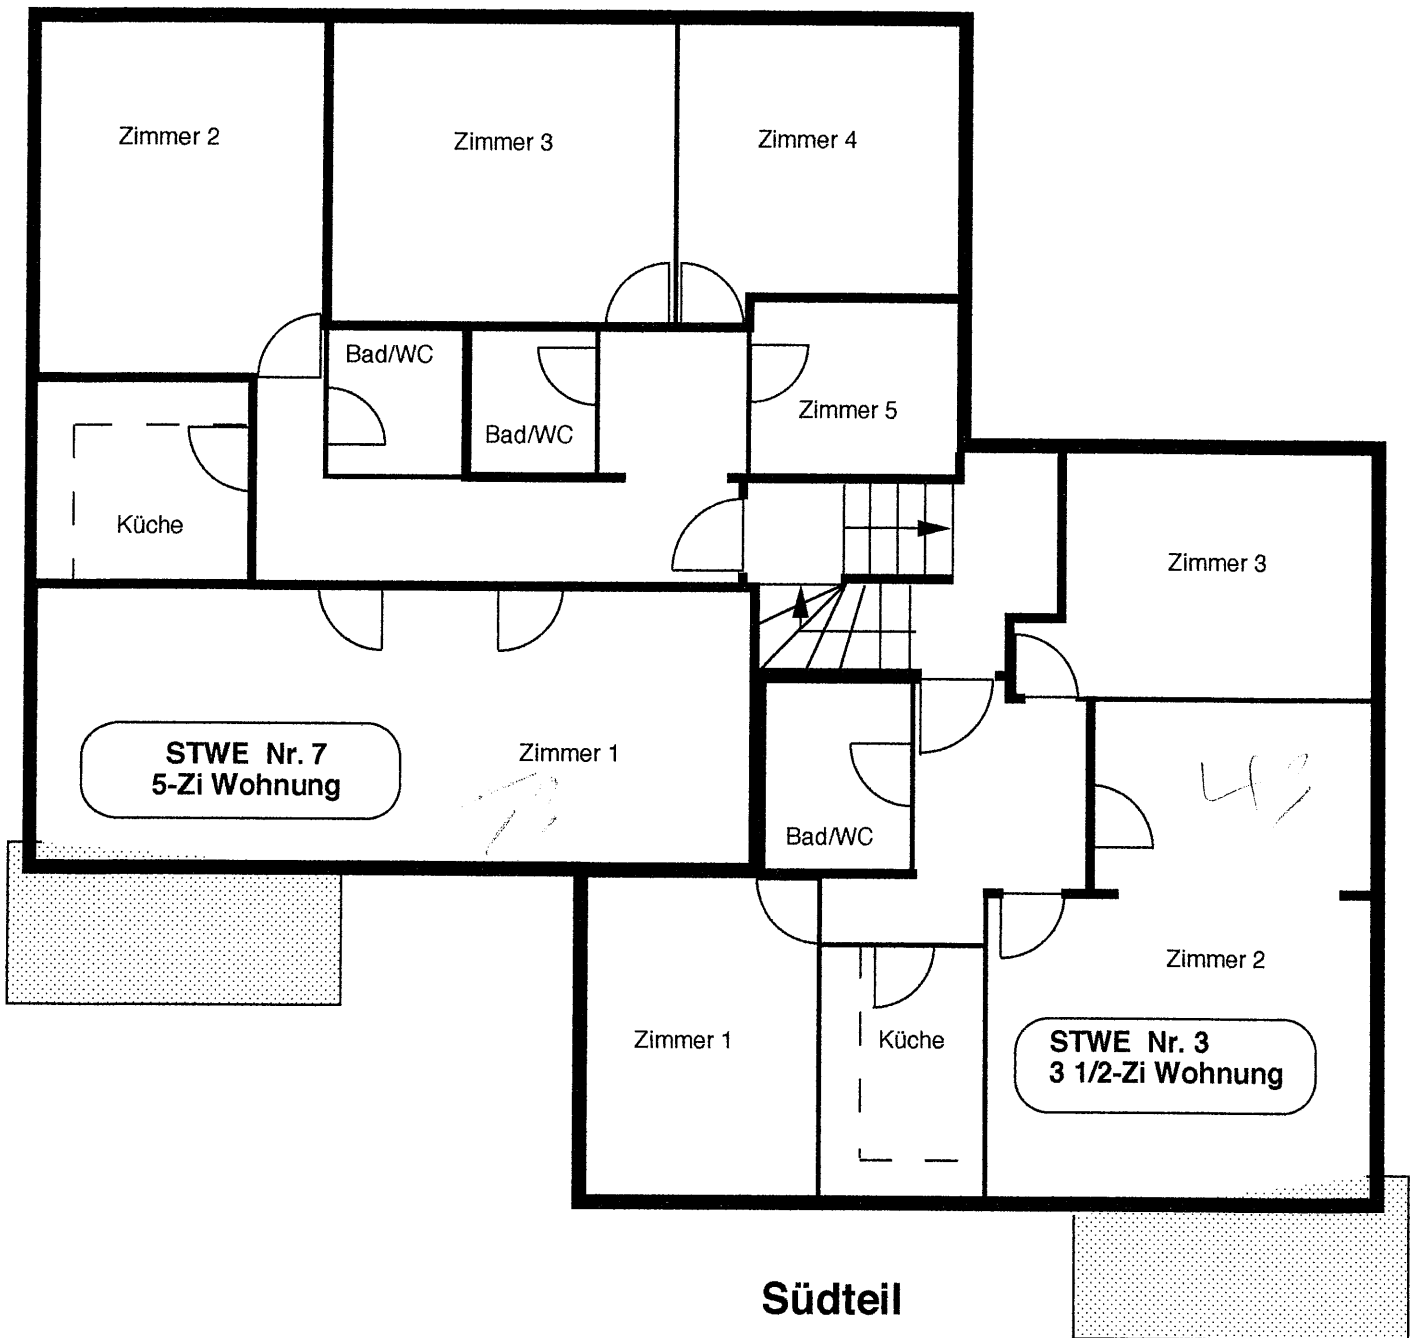 Zimmer 2
Zimmer 3
Zimmer 4
Bad/WC
Bad/WC
Zimmer 5
Küche
Zimmer 3
STWE Nr. 7
5-Zi Wohnung
Zimmer 1
Bad/WC
Zimmer 2
Zimmer 1
Küche
STWE Nr. 3
3 1/2-Zi Wohnung
Südteil